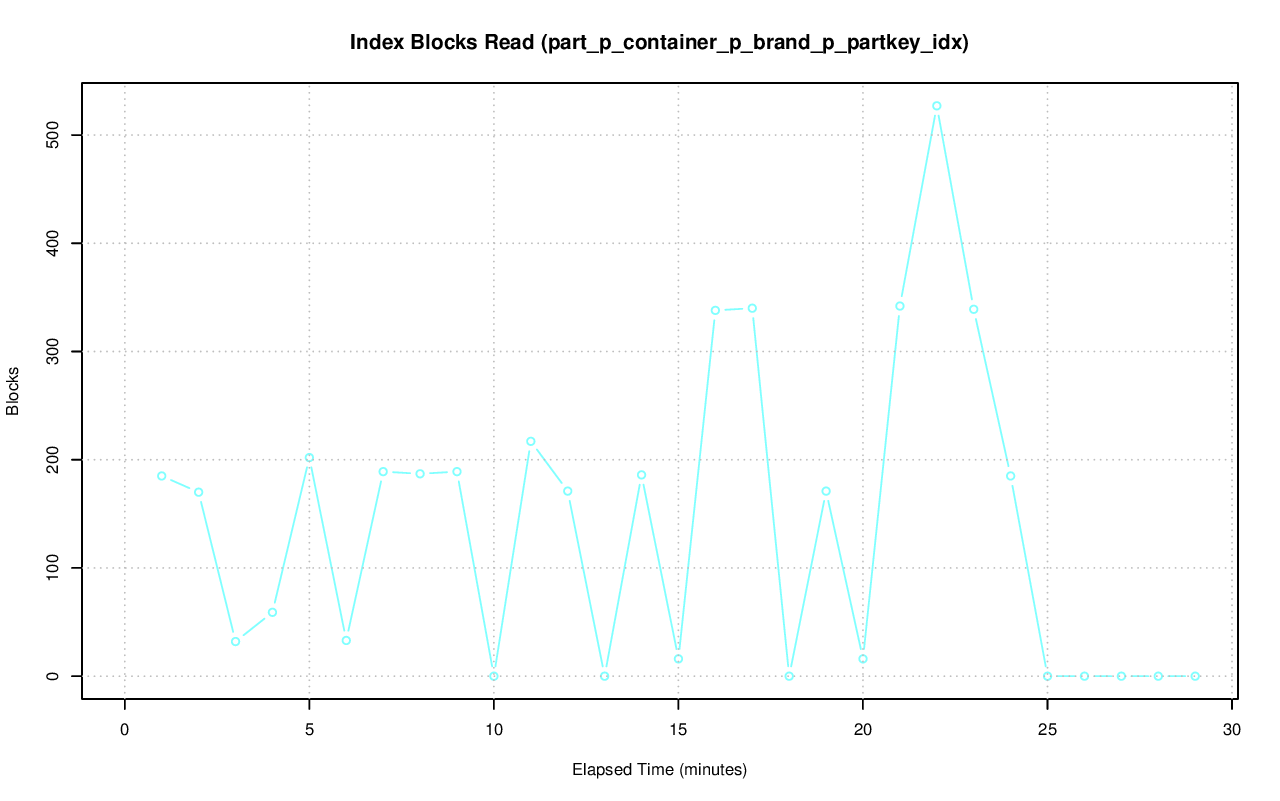 Index Blocks Read (part_p_container_p_brand_p_partkey_idx)
500
400
300
200
100
0
Blocks
0 5 10 15 20 25 30
Elapsed Time (minutes)